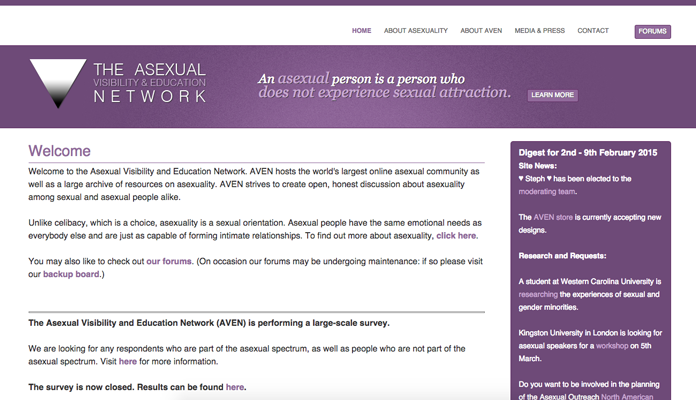 HOME ABOUT ASEXUALITY ABOUT AVEN MEDIA & PRESS CONTACT FORUMS
THE ASEXUAL
VISIBILITY & EDUCATION
NETWORK
An asexual person is a person who
does not experience sexual attraction.
LEARN MORE
Welcome
Welcome to the Asexual Visibility and Education Network. AVEN hosts the world's largest online asexual community as
well as a large archive of resources on asexuality. AVEN strives to create open, honest discussion about asexuality
among sexual and asexual people alike.
Unlike celibacy, which is a choice, asexuality is a sexual orientation. Asexual people have the same emotional needs as
everybody else and are just as capable of forming intimate relationships. To find out more about asexuality, click here.
You may also like to check out our forums. (On occasion our forums may be undergoing maintenance: if so please visit
our backup board.)
The Asexual Visibility and Education Network (AVEN) is performing a large-scale survey.
We are looking for any respondents who are part of the asexual spectrum, as well as people who are not part of the
asexual spectrum. Visit here for more information.
The survey is now closed. Results can be found here.
Digest for 2nd - 9th February 2015
Site News:
♥ Steph ♥ has been elected to the
moderating team.
The AVEN store is currently accepting new
designs.
Research and Requests:
A student at Western Carolina University is
researching the experiences of sexual and
gender minorities.
Kingston University in London is looking for
asexual speakers for a workshop on 5th
March.
Do you want to be involved in the planning
of the Asexual Outreach North American